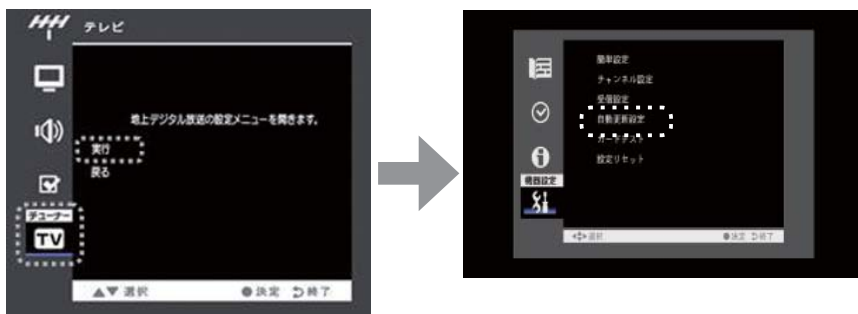 テレビ
地上デジタル放送の設定メニューを開きます。
実行
戻る
チューナー
TV
▲▼ 選択 ●決定 ⮌終了
簡単設定
チャンネル設定
受信設定
自動更新設定
カードテスト
設定リセット
機器設定
選択 ●決定 ⮌終了